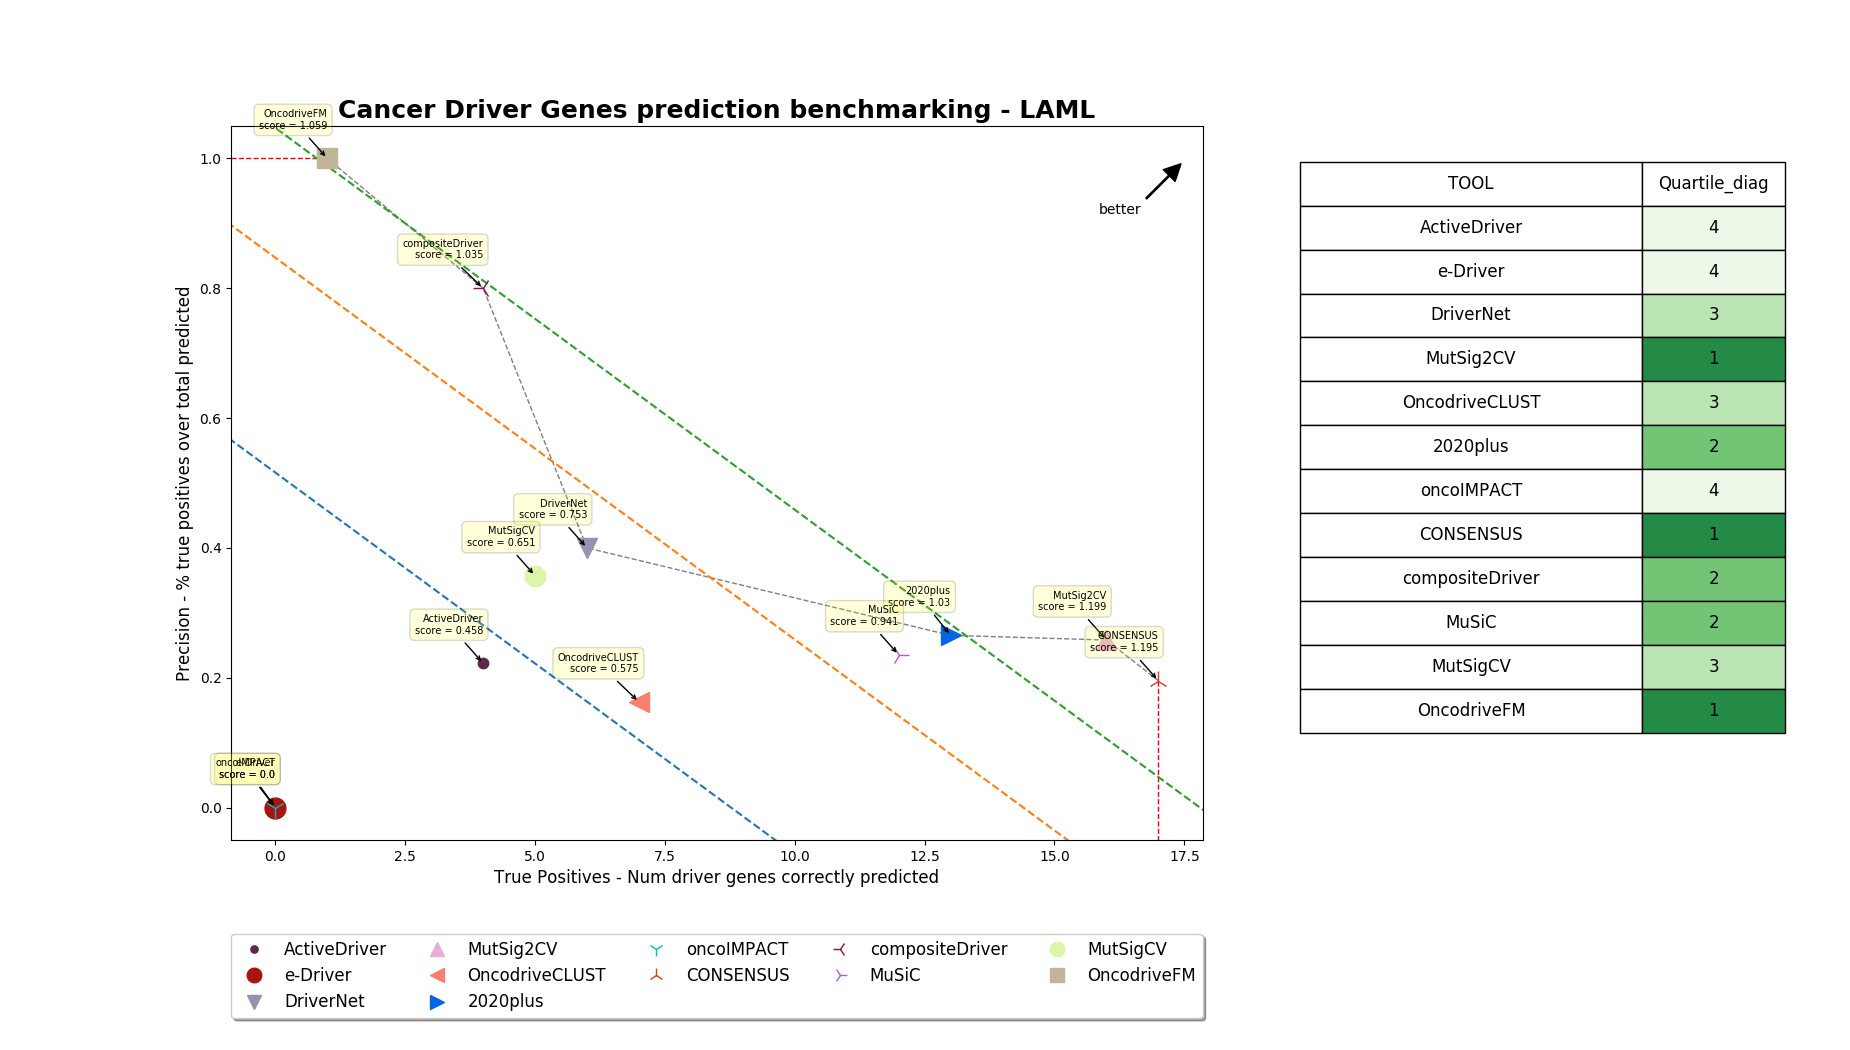 Cancer Driver Genes prediction benchmarking - LAML
OncodriveFM
score = 1.059
better
compositeDriver
score = 1.035
DriverNet
score = 0.753
MutSigCV
score = 0.651
2020plus
score = 1.03
MutSig2CV
score = 1.199
MuSiC
score = 0.941
ActiveDriver
score = 0.458
CONSENSUS
score = 1.195
OncodriveCLUST
score = 0.575
oncoIMPACT
score = 0.0
Precision - % true positives over total predicted
1.0
0.8
0.6
0.4
0.2
0.0
0.0 2.5 5.0 7.5 10.0 12.5 15.0 17.5
True Positives - Num driver genes correctly predicted
ActiveDriver MutSig2CV oncoIMPACT compositeDriver MutSigCV
e-Driver OncodriveCLUST CONSENSUS MuSiC OncodriveFM
DriverNet 2020plus
TOOL Quartile_diag
ActiveDriver 4
e-Driver 4
DriverNet 3
MutSig2CV 1
OncodriveCLUST 3
2020plus 2
oncoIMPACT 4
CONSENSUS 1
compositeDriver 2
MuSiC 2
MutSigCV 3
OncodriveFM 1